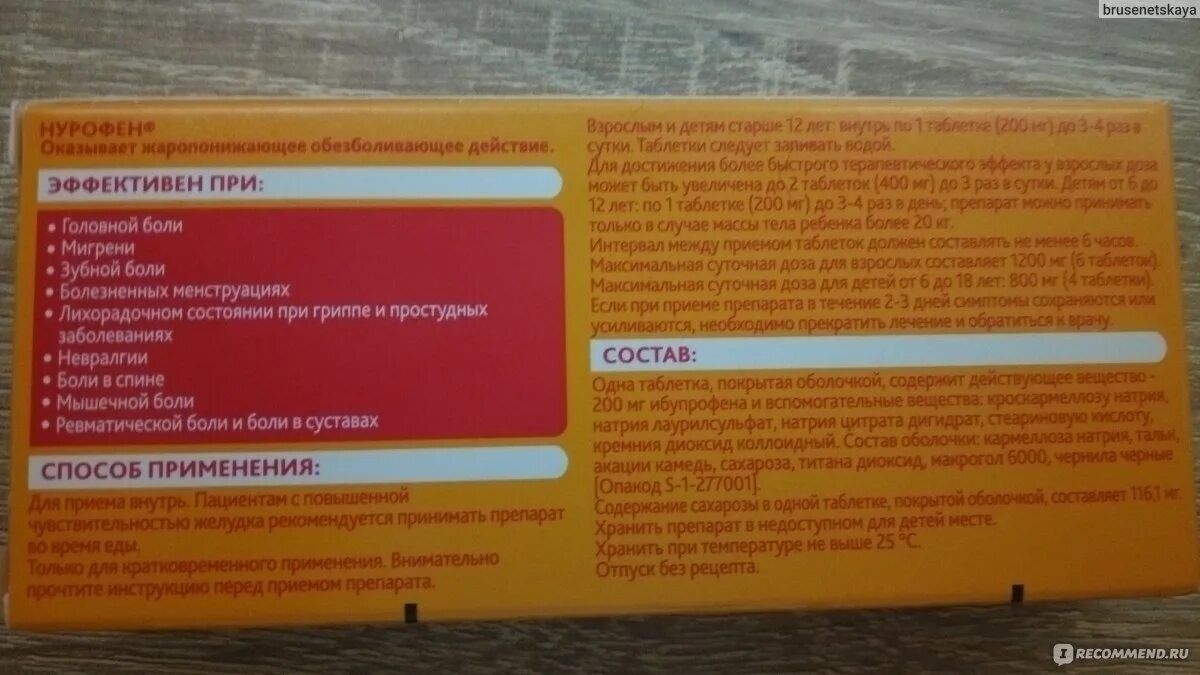 brusenetskaya
НУРОФЕН®
Оказывает жаропонижающее обезболивающее действие.
ЭФФЕКТИВЕН ПРИ:
• Головной боли
• Мигрени
• Зубной боли
• Болезненных менструациях
• Лихорадочном состоянии при гриппе и простудных
заболеваниях
• Невралгии
• Боли в спине
• Мышечной боли
• Ревматической боли и боли в суставах
СПОСОБ ПРИМЕНЕНИЯ:
Для приема внутрь. Пациентам с повышенной
чувствительностью желудка рекомендуется принимать препарат
во время еды.
Только для кратковременного применения. Внимательно
прочтите инструкцию перед приемом препарата.
Взрослым и детям старше 12 лет: внутрь по 1 таблетке (200 мг) до 3-4 раз в
сутки. Таблетки следует запивать водой.
Для достижения более быстрого терапевтического эффекта у взрослых доза
может быть увеличена до 2 таблеток (400 мг) до 3 раз в сутки. Детям от 6 до
12 лет: по 1 таблетке (200 мг) до 3-4 раз в день; препарат можно принимать
только в случае массы тела ребенка более 20 кг.
Интервал между приемом таблеток должен составлять не менее 6 часов.
Максимальная суточная доза для взрослых составляет 1200 мг (6 таблеток).
Максимальная суточная доза для детей от 6 до 18 лет: 800 мг (4 таблетки).
Если при приеме препарата в течение 2-3 дней симптомы сохраняются или
усиливаются, необходимо прекратить лечение и обратиться к врачу.
СОСТАВ:
Одна таблетка, покрытая оболочкой, содержит действующее вещество -
200 мг ибупрофена и вспомогательные вещества: кроскармеллозу натрия,
натрия лаурилсульфат, натрия цитрата дигидрат, стеариновую кислоту,
кремния диоксид коллоидный. Состав оболочки: кармеллоза натрия, тальк,
акации камедь, сахароза, титана диоксид, макрогол 6000, чернила черные
[Опакод S-1-277001].
Содержание сахарозы в одной таблетке, покрытой оболочкой, составляет 116,1 мг.
Хранить препарат в недоступном для детей месте.
Хранить при температуре не выше 25 °С.
Отпуск без рецепта.
IRECOMMEND.RU